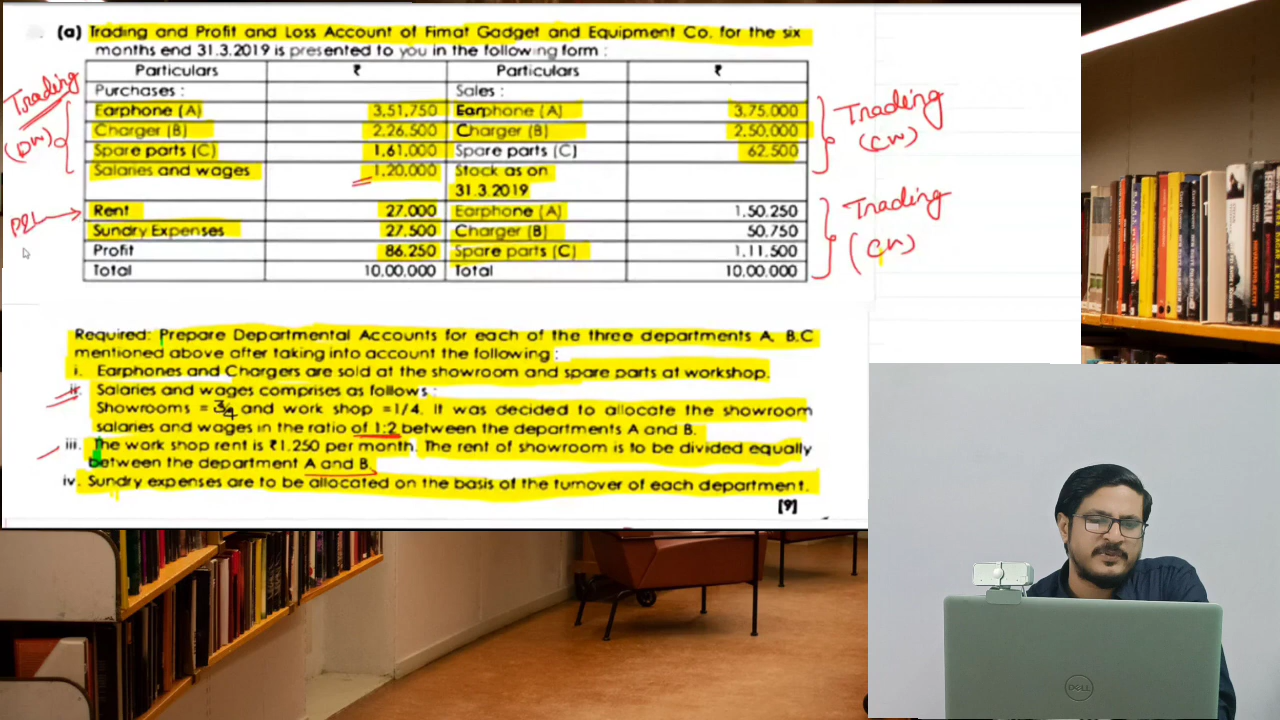 (a) Trading and Profit and Loss Account of Fimat Gadget and Equipment Co. for the six
months end 31.3.2019 is presented to you in the following form :
Particulars ₹ Particulars ₹
Purchases : Sales :
Earphone (A) 3,51,750 Earphone (A) 3,75,000
Charger (B) 2,26,500 Charger (B) 2,50,000
Spare parts (C) 1,61,000 Spare parts (C) 62,500
Salaries and wages 1,20,000 Stock as on
31.3.2019
Rent 27,000 Earphone (A) 1,50,250
Sundry Expenses 27,500 Charger (B) 50,750
Profit 86,250 Spare parts (C) 1,11,500
Total 10,00,000 Total 10,00,000
Trading
(Dr)
P&L
Trading
(Cr)
Trading
(Cr)
Required: Prepare Departmental Accounts for each of the three departments A, B,C
mentioned above after taking into account the following :
i. Earphones and Chargers are sold at the showroom and spare parts at workshop.
ii. Salaries and wages comprises as follows :
Showrooms = 3/4 and work shop =1/4. It was decided to allocate the showroom
salaries and wages in the ratio of 1:2 between the departments A and B.
iii. The work shop rent is ₹1,250 per month. The rent of showroom is to be divided equally
between the department A and B.
iv. Sundry expenses are to be allocated on the basis of the turnover of each department.
[9]
DELL